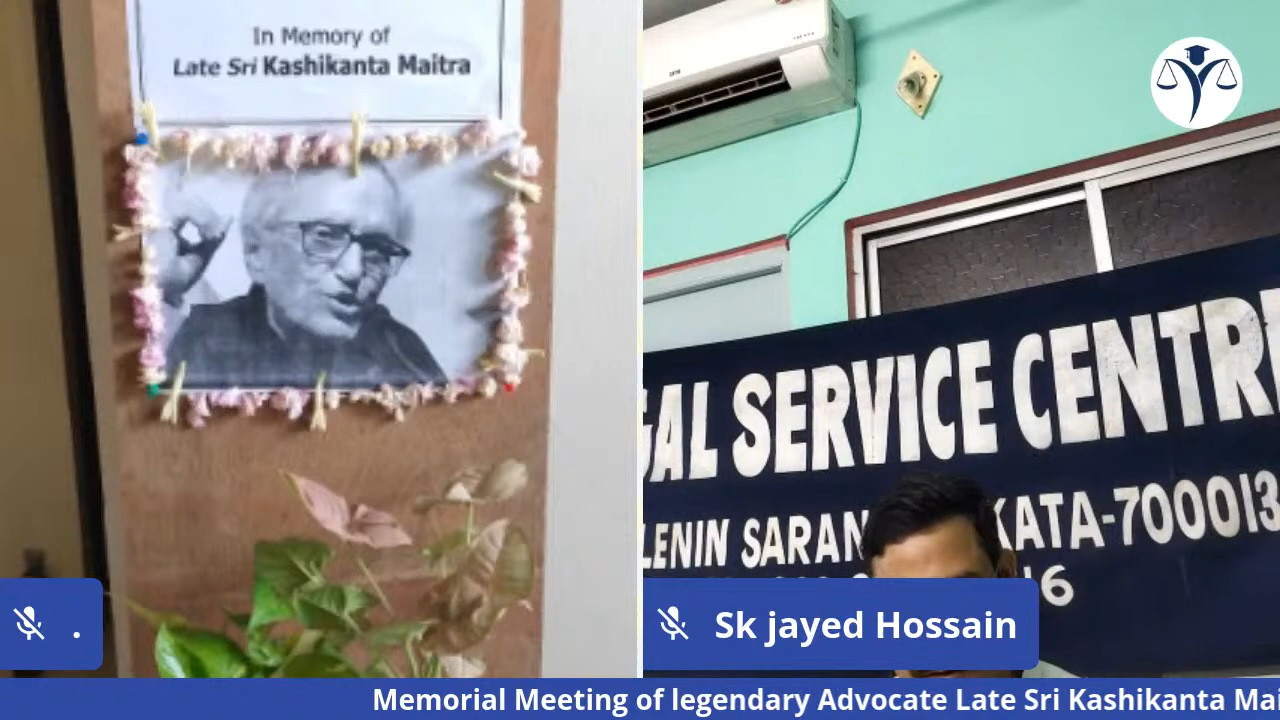 In Memory of
Late Sri Kashikanta Maitra
GAL SERVICE CENTR
LENIN SARAN KATA-700013
16
.
Sk jayed Hossain
Memorial Meeting of legendary Advocate Late Sri Kashikanta Mai